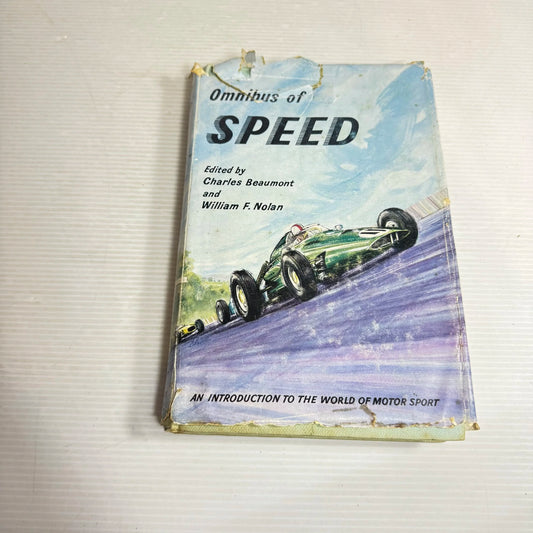 Omnibus of
SPEED
Edited by
Charles Beaumont
and
William F. Nolan
AN INTRODUCTION TO THE WORLD OF MOTOR SPORT